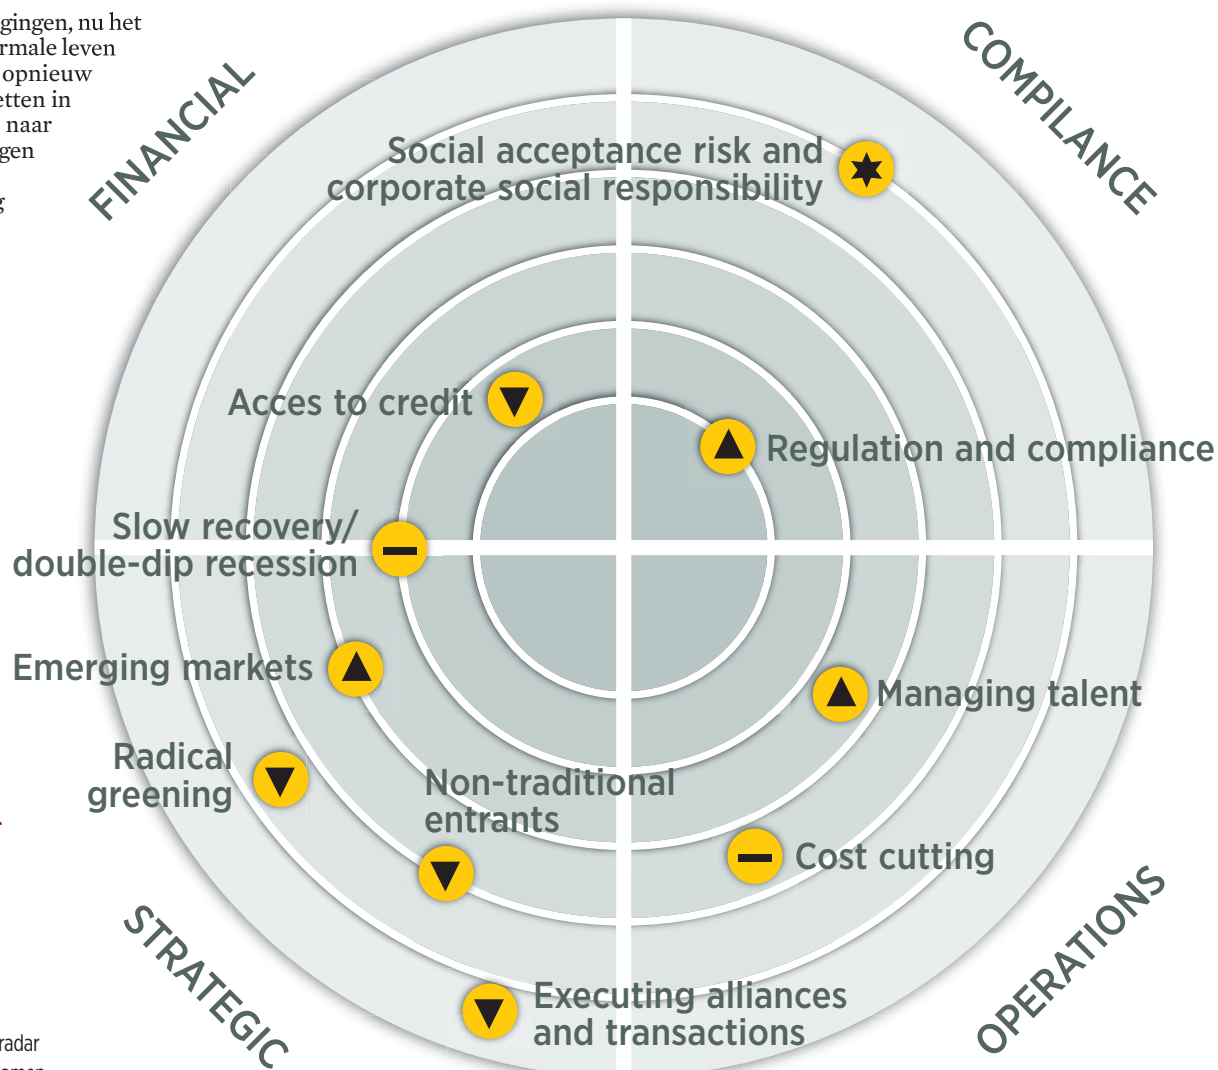 gingen, nu het
rmale leven
opnieuw
etten in
naar
gen
g
FINANCIAL
COMPILANCE
Social acceptance risk and
corporate social responsibility
Acces to credit
Regulation and compliance
Slow recovery/
double-dip recession
Emerging markets
Managing talent
Radical
greening
Non-traditional
entrants
Cost cutting
STRATEGIC
OPERATIONS
Executing alliances
and transactions
radar